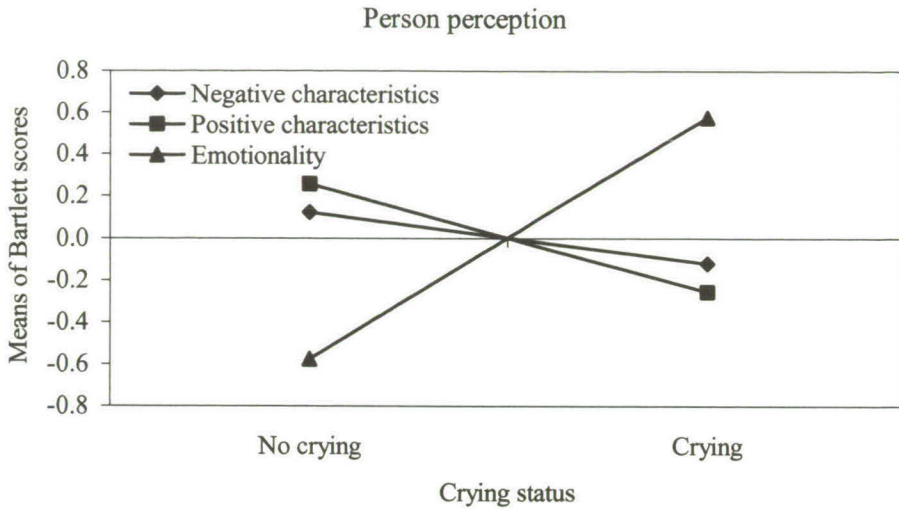 Person perception
0.8
0.6
0.4
0.2
0.0
-0.2
-0.4
-0.6
-0.8
Means of Bartlett scores
Negative characteristics
Positive characteristics
Emotionality
No crying
Crying
Crying status